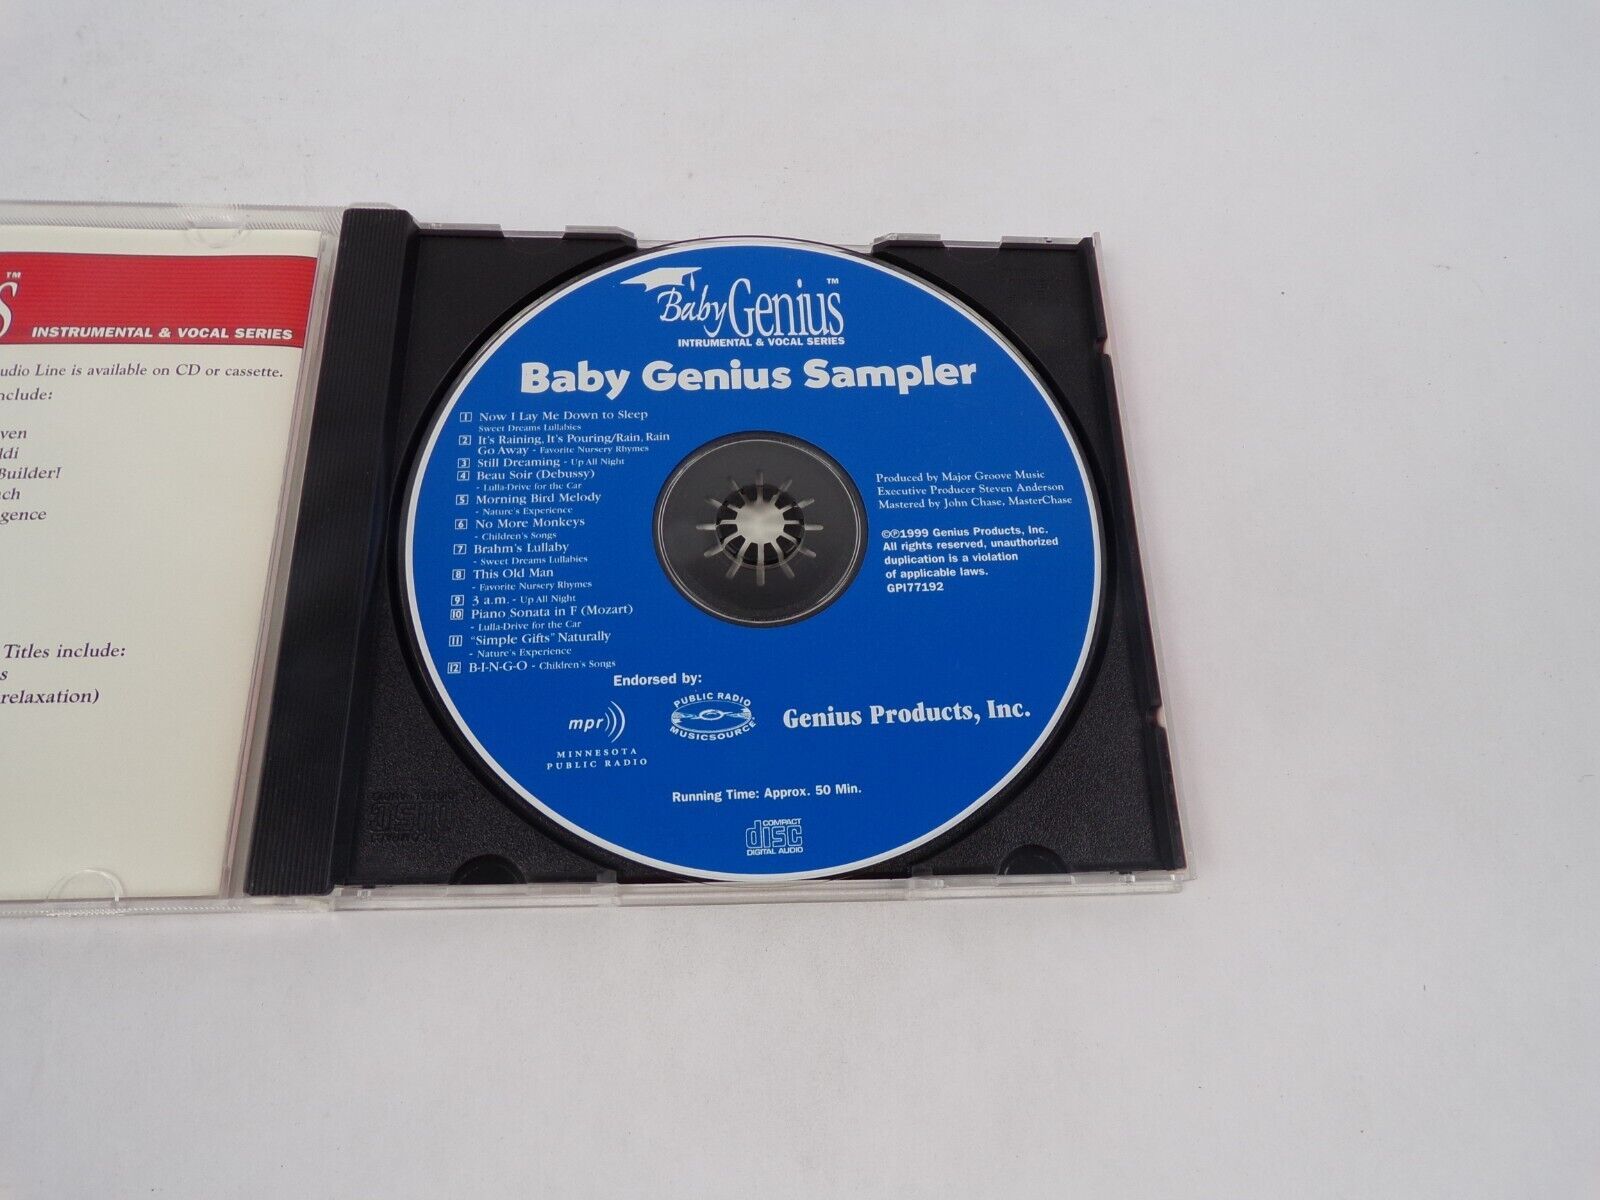 ™
S
INSTRUMENTAL & VOCAL SERIES
udio Line is available on CD or cassette.
nclude:
ven
ldi
Builder!
ach
igence
Titles include:
s
relaxation)
Baby Genius™
INTRUMENTAL & VOCAL SERIES
Baby Genius Sampler
1 Now I Lay Me Down to Sleep
Sweet Dreams Lullabies
2 It's Raining, It's Pouring/Rain, Rain
Go Away - Favorite Nursery Rhymes
3 Still Dreaming - Up All Night
4 Beau Soir (Debussy)
- Lulla-Drive for the Car
5 Morning Bird Melody
- Nature's Experience
6 No More Monkeys
- Children's Songs
7 Brahm's Lullaby
- Sweet Dreams Lullabies
8 This Old Man
- Favorite Nursery Rhymes
9 3 a.m. - Up All Night
10 Piano Sonata in F (Mozart)
- Lulla-Drive for the Car
11 "Simple Gifts" Naturally
- Nature's Experience
12 B-I-N-G-O - Children's Songs
Produced by Major Groove Music
Executive Producer Steven Anderson
Mastered by John Chase, MasterChase
©℗1999 Genius Products, Inc.
All rights reserved, unauthorized
duplication is a violation
of applicable laws.
GPI77192
Endorsed by:
mpr
MINNESOTA
PUBLIC RADIO
PUBLIC RADIO
MUSICSOURCE
Genius Products, Inc.
Running Time: Approx. 50 Min.
COMPACT
disc
DIGITAL AUDIO